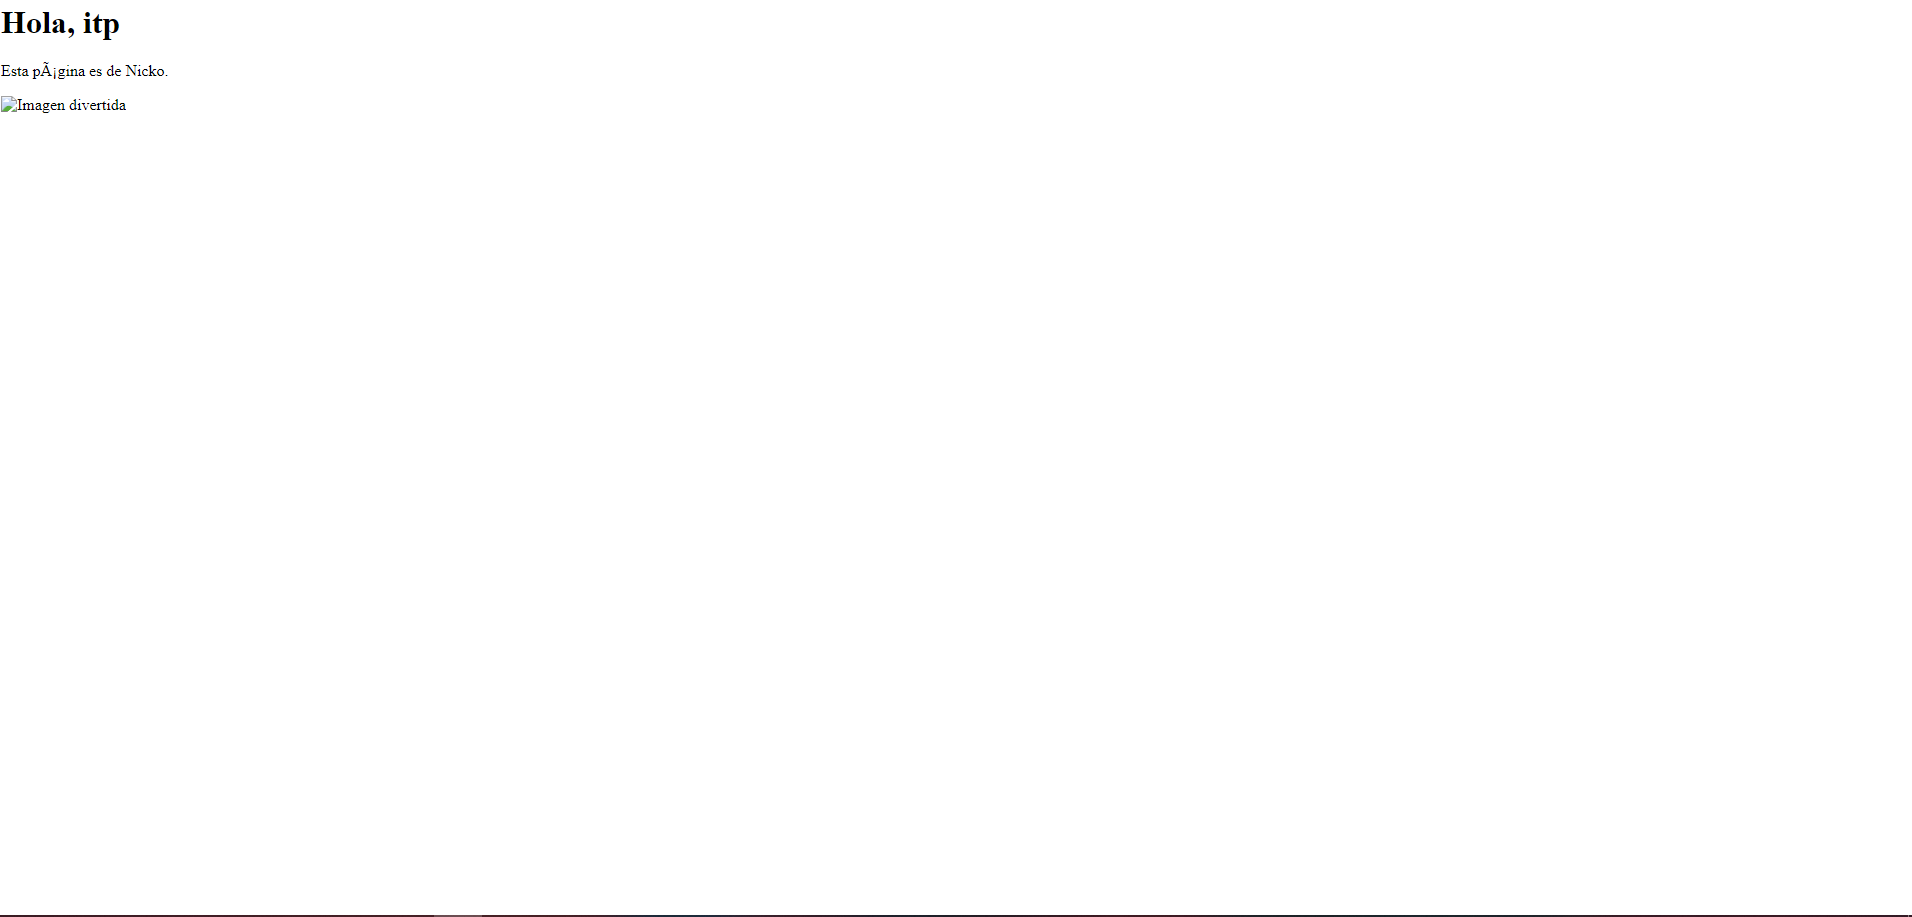 Hola, itp
Esta pÃ¡gina es de Nicko.
Imagen divertida